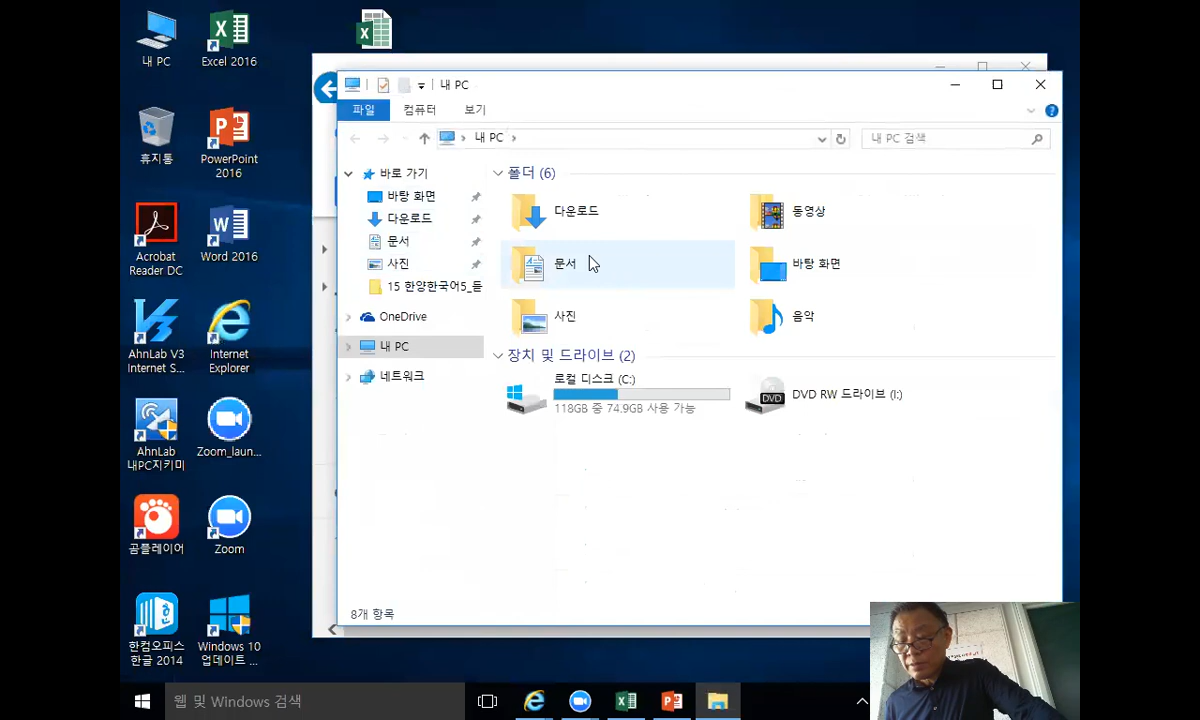 내 PC
Excel 2016
휴지통
PowerPoint
2016
Acrobat
Reader DC
Word 2016
AhnLab V3
Internet S...
Internet
Explorer
AhnLab
내PC지키미
Zoom_laun...
곰플레이어
Zoom
한컴오피스
한글 2014
Windows 10
업데이트 ...
내 PC
파일
컴퓨터
보기
내 PC
내 PC 검색
바로 가기
바탕 화면
다운로드
문서
사진
15 한양한국어5_듣
OneDrive
내 PC
네트워크
폴더 (6)
다운로드
동영상
문서
바탕 화면
사진
음악
장치 및 드라이브 (2)
로컬 디스크 (C:)
118GB 중 74.9GB 사용 가능
DVD
DVD RW 드라이브 (I:)
8개 항목
웹 및 Windows 검색